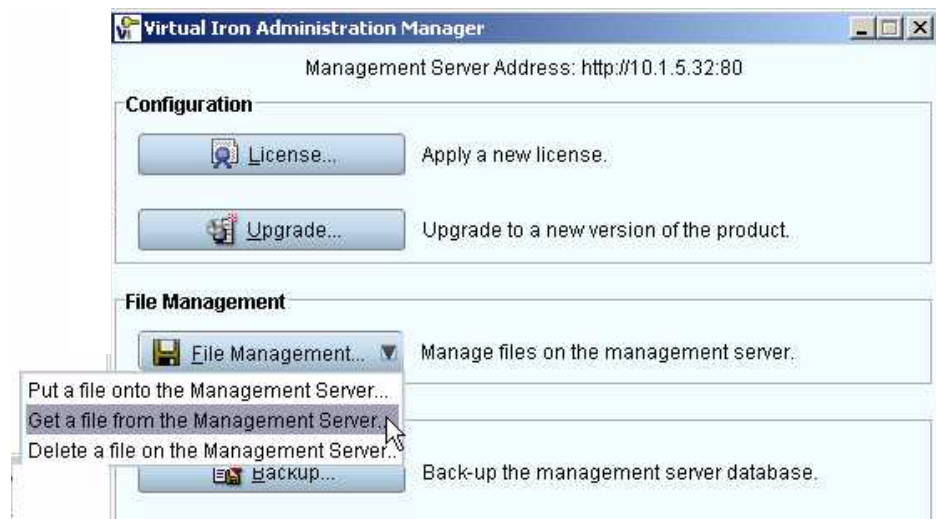 Virtual Iron Administration Manager
Management Server Address: http://10.1.5.32:80
Configuration
License... Apply a new license.
Upgrade... Upgrade to a new version of the product.
File Management
File Management... Manage files on the management server.
Put a file onto the Management Server...
Get a file from the Management Server..
Delete a file on the Management Server..
Backup... Back-up the management server database.